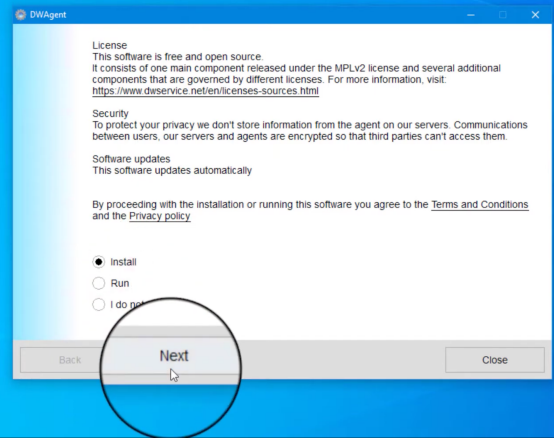 DWAgent
License
This software is free and open source.
It consists of one main component released under the MPLv2 license and several additional
components that are governed by different licenses. For more information, visit:
https://www.dwservice.net/en/licenses-sources.html
Security
To protect your privacy we don't store information from the agent on our servers. Communications
between users, our servers and agents are encrypted so that third parties can't access them.
Software updates
This software updates automatically
By proceeding with the installation or running this software you agree to the Terms and Conditions
and the Privacy policy
Install
Run
I do not
Back Next Close